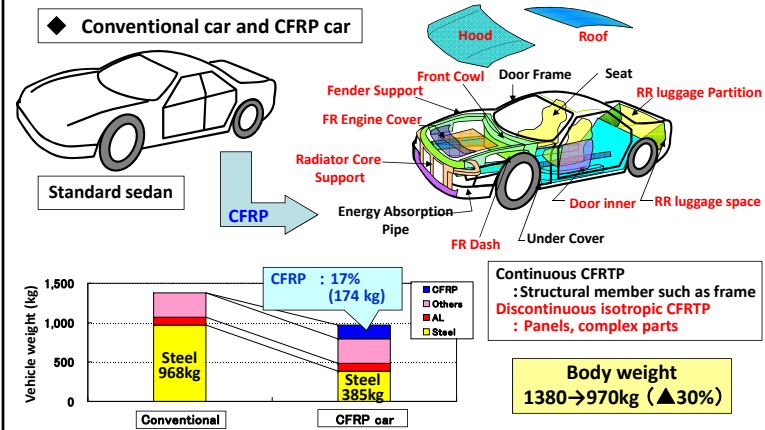 ◆ Conventional car and CFRP car
Standard sedan
CFRP
Hood
Roof
Front Cowl
Door Frame
Seat
Fender Support
RR luggage Partition
FR Engine Cover
Radiator Core
Support
Energy Absorption
Pipe
FR Dash
Under Cover
Door inner
RR luggage space
Vehicle weight (kg)
1,500
1,000
500
0
Steel
968kg
Steel
385kg
Conventional
CFRP car
CFRP : 17%
(174 kg)
CFRP
Others
AL
Steel
Continuous CFRTP
:Structural member such as frame
Discontinuous isotropic CFRTP
: Panels, complex parts
Body weight
1380→970kg (▲30%)